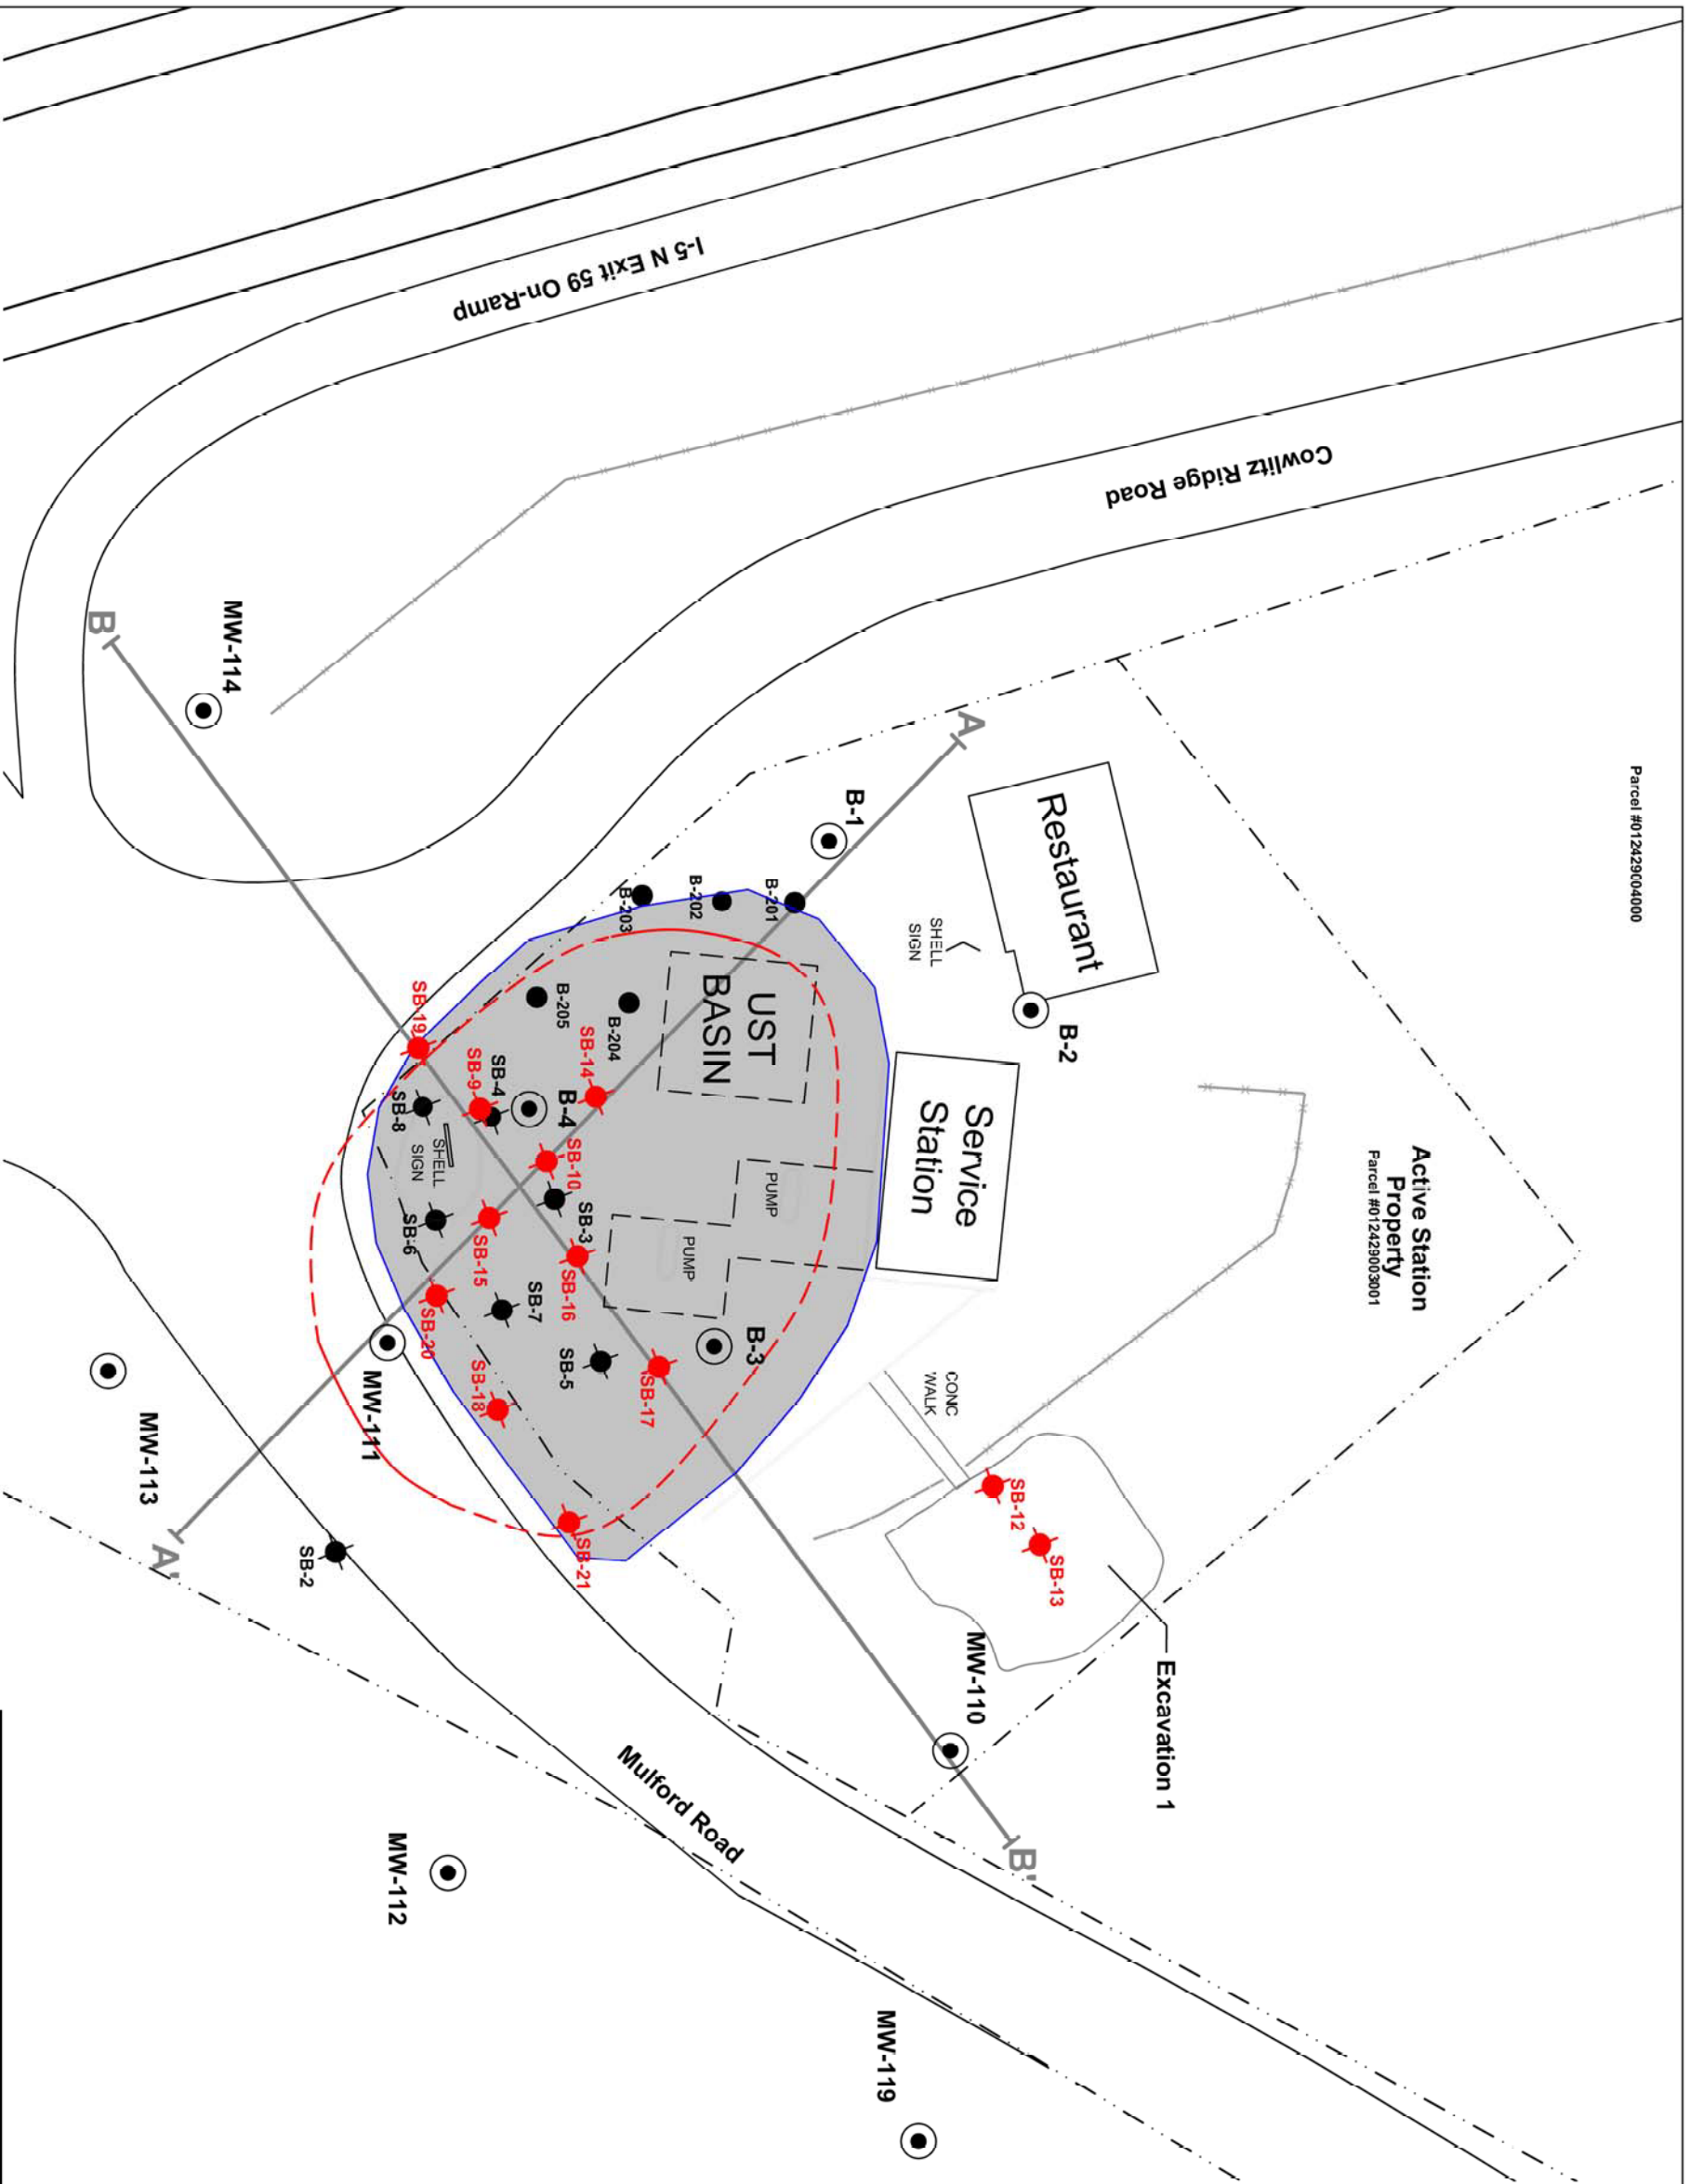 Parcel #012429004000
Active Station
Property
Parcel #012429003001
I-5 N Exit 59 On-Ramp
Cowlitz Ridge Road
Restaurant
SHELL
SIGN
B-2
Service
Station
A
B-1
B-201
B-202
B-203
UST
BASIN
B-204
B-205
SB-14
B-4
SB-4
SB-9
SB-19
SB-8
SHELL
SIGN
SB-10
SB-3
SB-6
SB-15
SB-16
PUMP
PUMP
SB-7
SB-20
B-3
SB-5
SB-17
SB-18
SB-21
CONC
WALK
SB-12
SB-13
Excavation 1
MW-110
B'
B
MW-114
MW-111
MW-113
A'
SB-2
Mulford Road
MW-112
MW-119